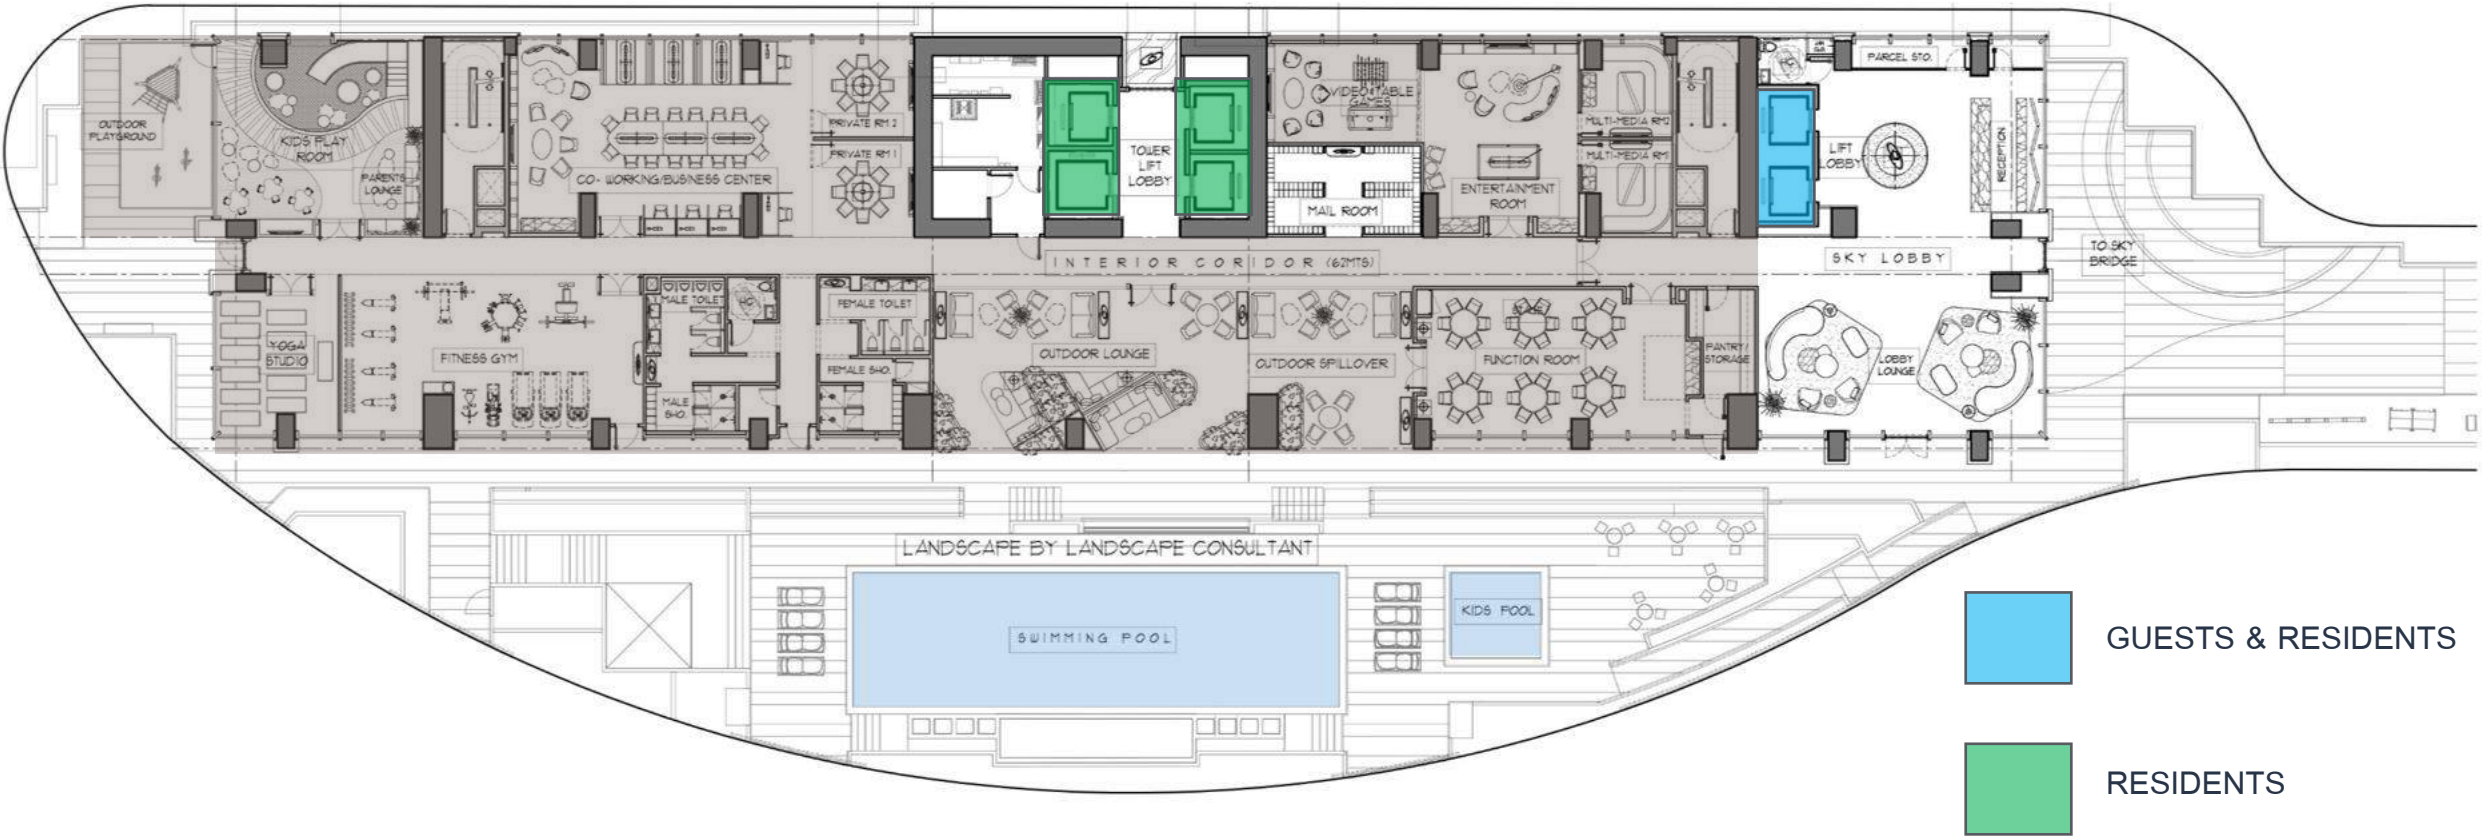 PARCEL STO.
OUTDOOR
PLAYGROUND
KIDS PLAY
ROOM
PARENTS
LOUNGE
CO- WORKING/BUSINESS CENTER
PRIVATE RM 2
PRIVATE RM 1
TOWER
LIFT
LOBBY
VIDEO/TABLE
GAMES
MAIL ROOM
ENTERTAINMENT
ROOM
MULTI-MEDIA RM2
MULTI-MEDIA RM1
HC
LIFT
LOBBY
RECEPTION
INTERIOR CORIDOR (62MTS)
SKY LOBBY
TO SKY
BRIDGE
YOGA
STUDIO
FITNESS GYM
MALE TOILET
HC
FEMALE TOILET
MALE
SHO.
FEMALE SHO.
OUTDOOR LOUNGE
OUTDOOR SPILLOVER
FUNCTION ROOM
PANTRY/
STORAGE
LOBBY
LOUNGE
LANDSCAPE BY LANDSCAPE CONSULTANT
SWIMMING POOL
KIDS POOL
GUESTS & RESIDENTS
RESIDENTS